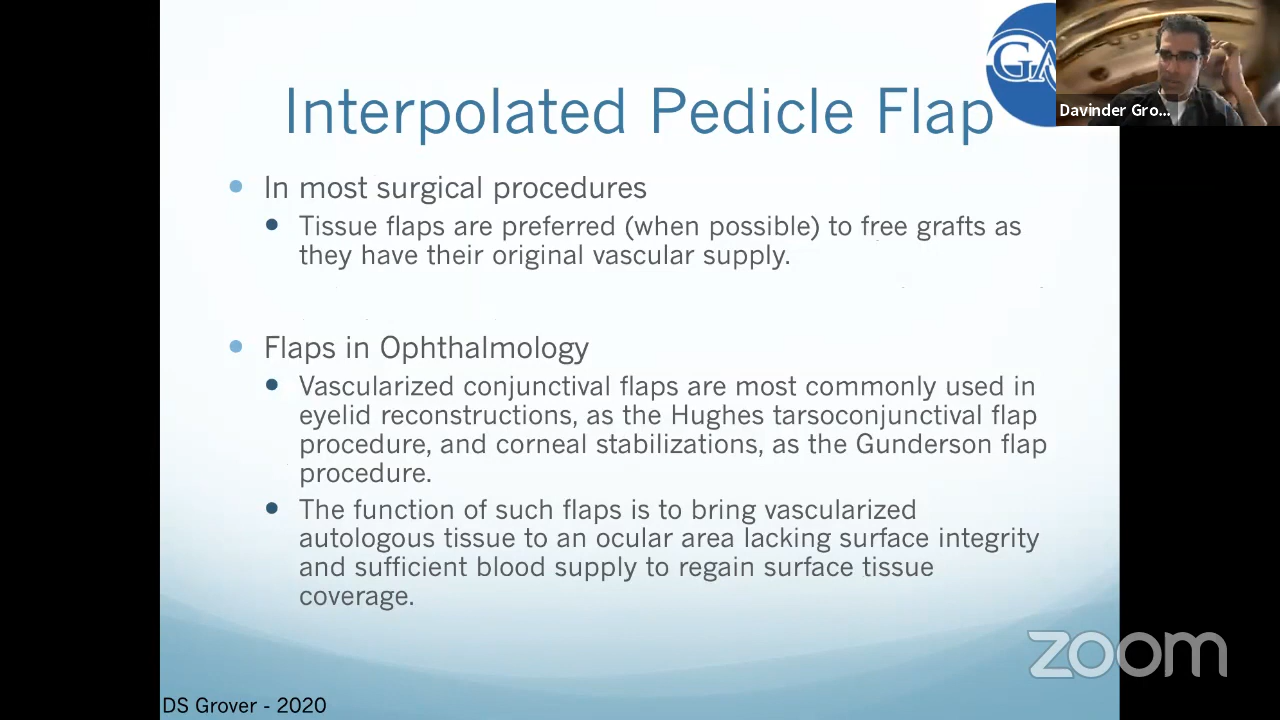 GA
Davinder Gro...
Interpolated Pedicle Flap
In most surgical procedures
Tissue flaps are preferred (when possible) to free grafts as
they have their original vascular supply.
Flaps in Ophthalmology
Vascularized conjunctival flaps are most commonly used in
eyelid reconstructions, as the Hughes tarsoconjunctival flap
procedure, and corneal stabilizations, as the Gunderson flap
procedure.
The function of such flaps is to bring vascularized
autologous tissue to an ocular area lacking surface integrity
and sufficient blood supply to regain surface tissue
coverage.
zoom
DS Grover - 2020